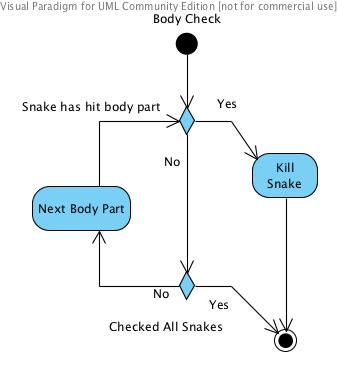 Visual Paradigm for UML Community Edition [not for commercial use]
Body Check
Snake has hit body part
Yes
No
Kill
Snake
Next Body Part
No
Yes
Checked All Snakes